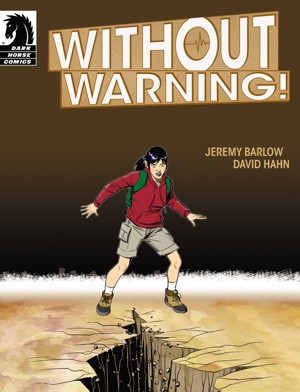 DARK
HORSE
COMICS
WITHOUT
WARNING!
JEREMY BARLOW
DAVID HAHN